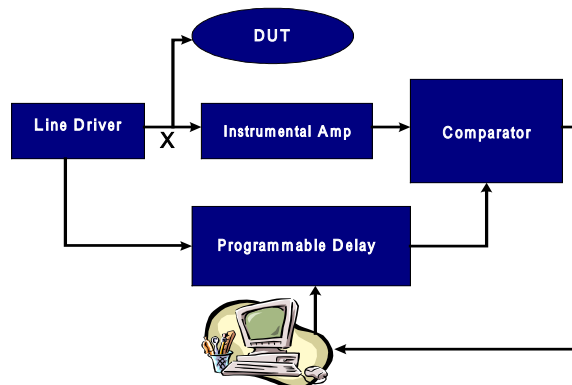 DUT
Line Driver
X
Instrumental Amp
Comparator
Programmable Delay